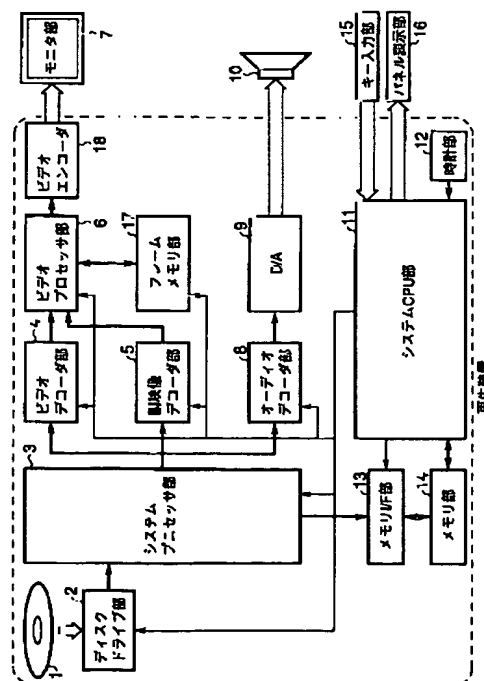 1
2
ディスク
ドライブ部
3
システム
プニセッサ部
4
ビデオ
デコーダ部
5
副映像
デコーダ部
8
オーディオ
デコーダ部
6
ビデオ
プロセッサ部
17
フレーム
メモリ部
9
D/A
18
ビデオ
エンコーダ
7
モニタ部
10
13
メモリI/F部
14
メモリ部
11
システムCPU部
12
時計部
15
キー入力部
16
パネル表示部
再生装置